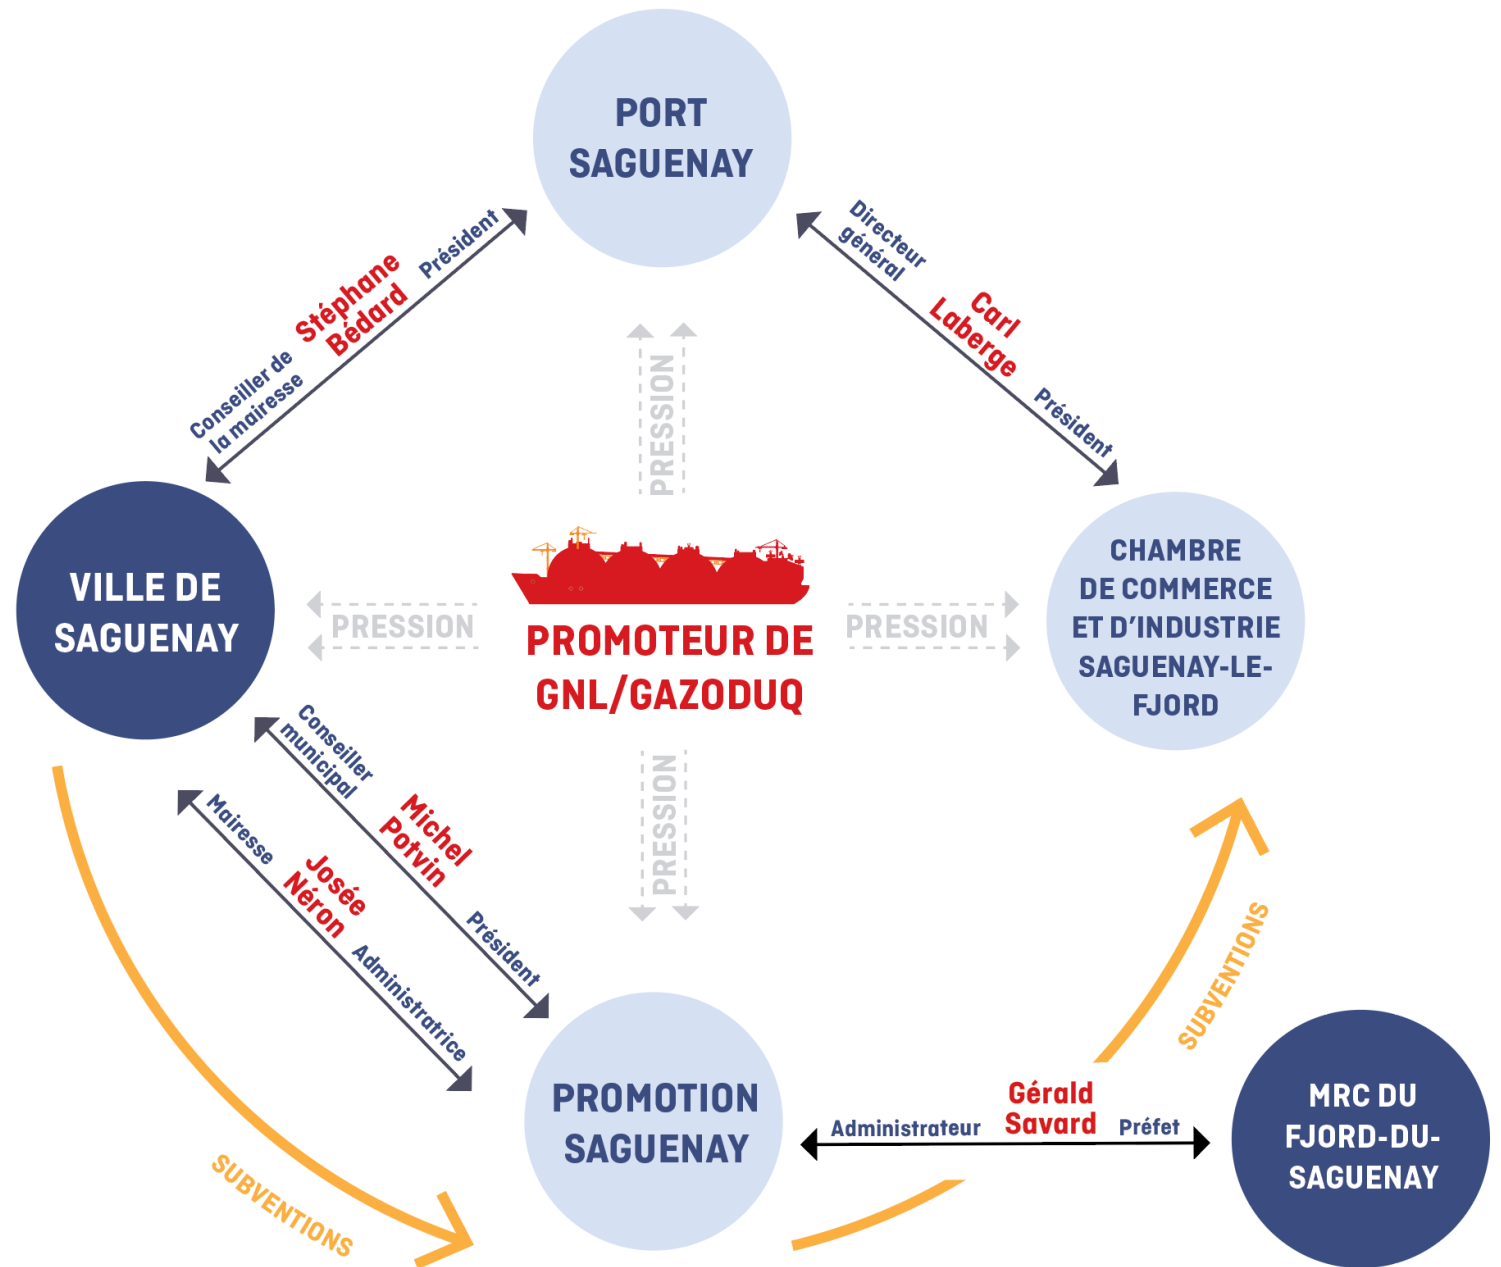 PORT
SAGUENAY
Président
Stéphane
Bédard
Conseiller de
la mairesse
Directeur
général
Carl
Laberge
Président
PRESSION
VILLE DE
SAGUENAY
PRESSION
PROMOTEUR DE
GNL/GAZODUQ
PRESSION
CHAMBRE
DE COMMERCE
ET D’INDUSTRIE
SAGUENAY-LE-
FJORD
Conseiller
municipal
Michel
Potvin
Président
Mairesse
Josée
Néron
Administratrice
PRESSION
SUBVENTIONS
PROMOTION
SAGUENAY
Administrateur
Gérald
Savard
Préfet
SUBVENTIONS
MRC DU
FJORD-DU-
SAGUENAY